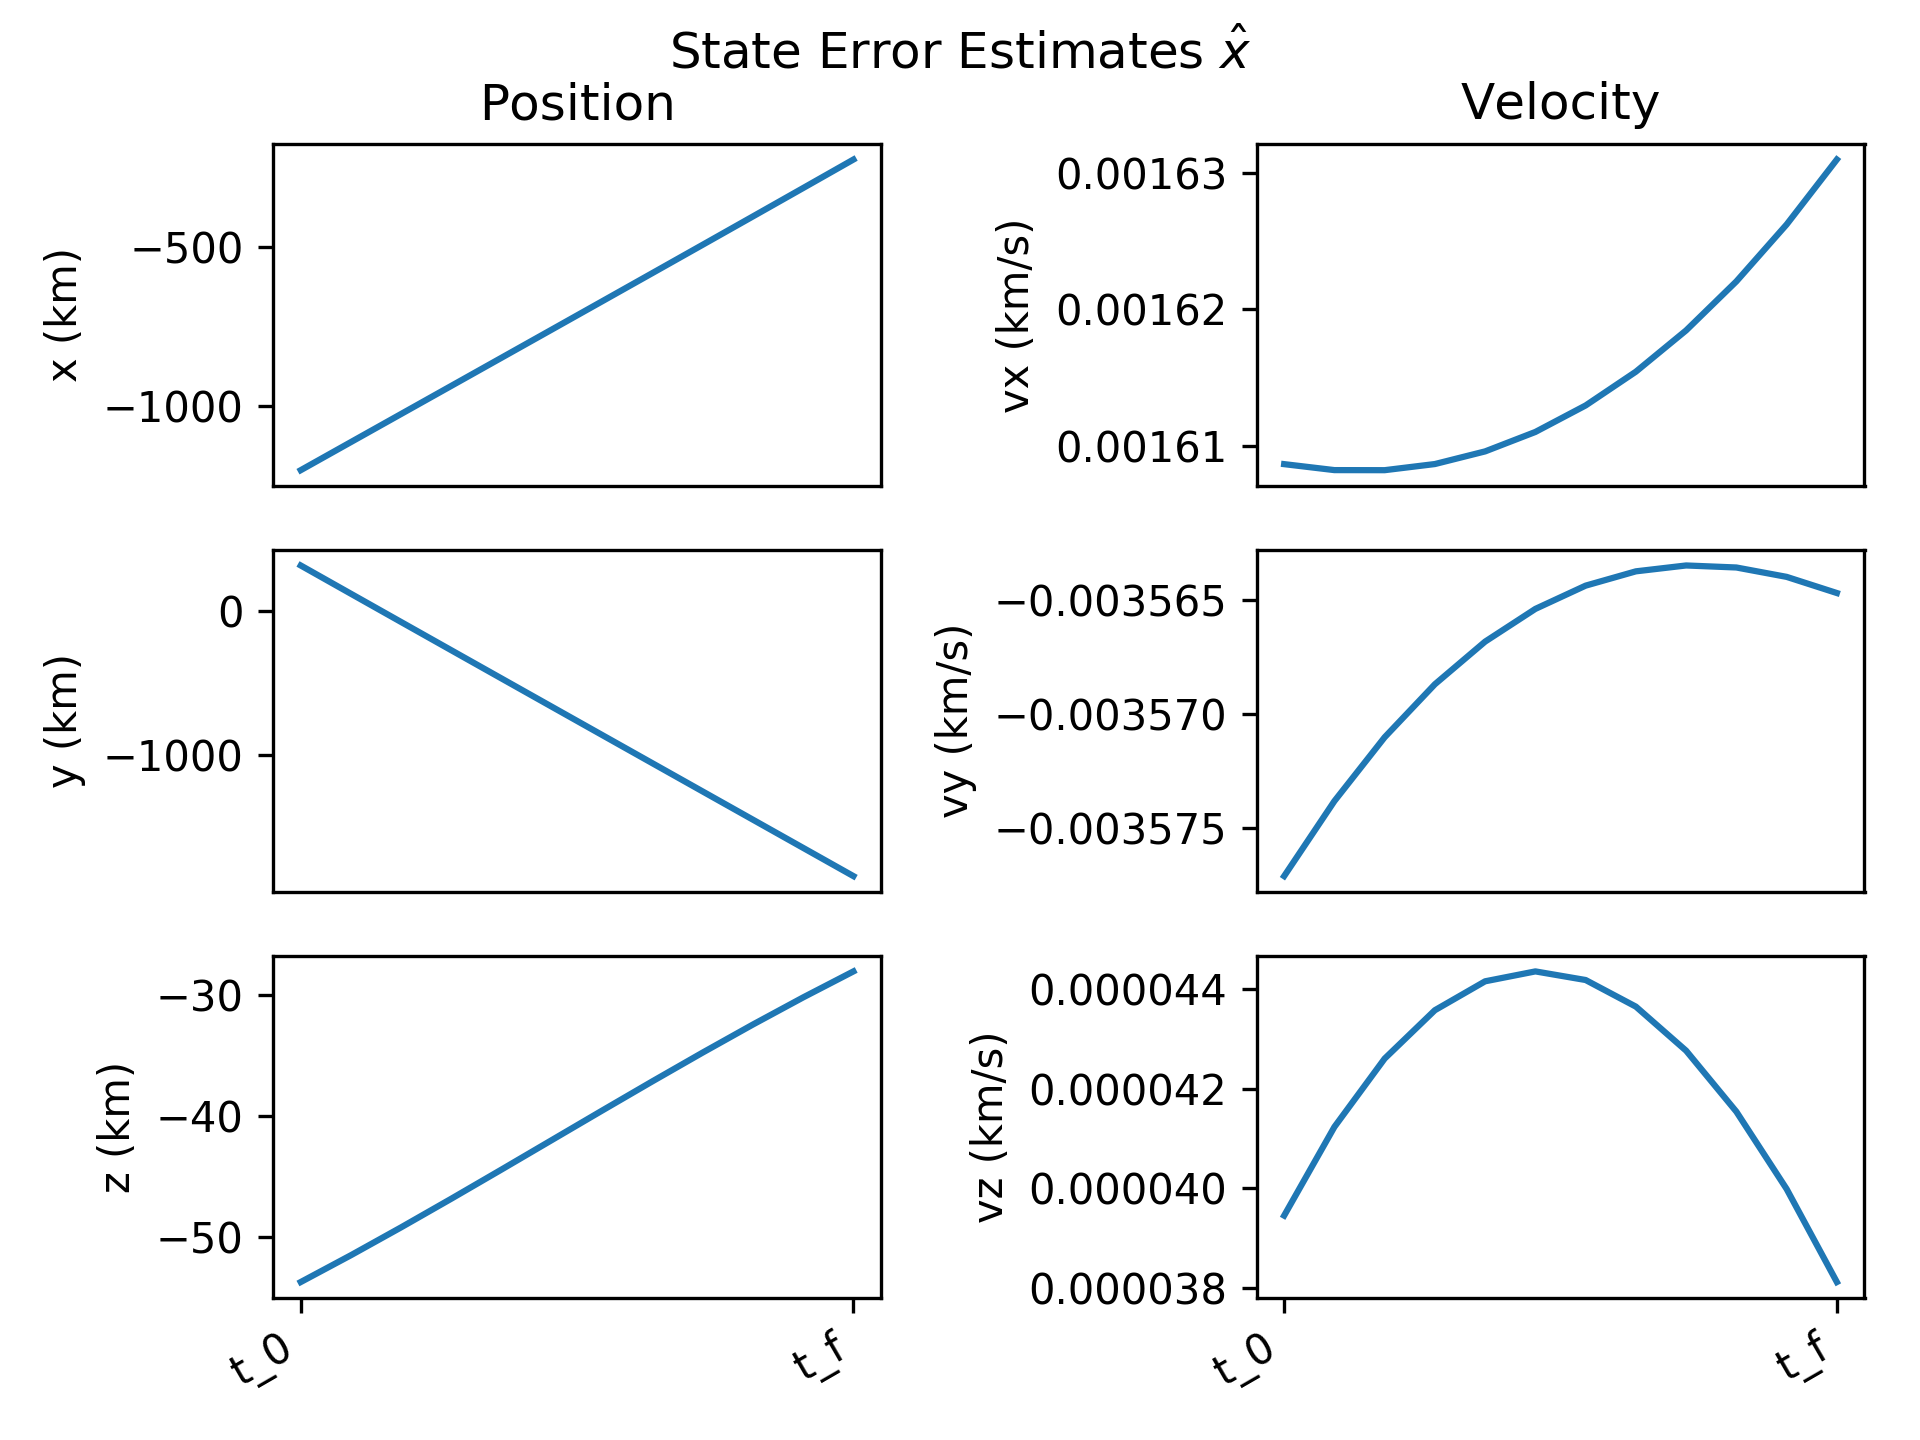 State Error Estimates x̂
Position
Velocity
x (km)
−500
−1000
vx (km/s)
0.00163
0.00162
0.00161
y (km)
0
−1000
vy (km/s)
−0.003565
−0.003570
−0.003575
z (km)
−30
−40
−50
vz (km/s)
0.000044
0.000042
0.000040
0.000038
t_0
t_f
t_0
t_f